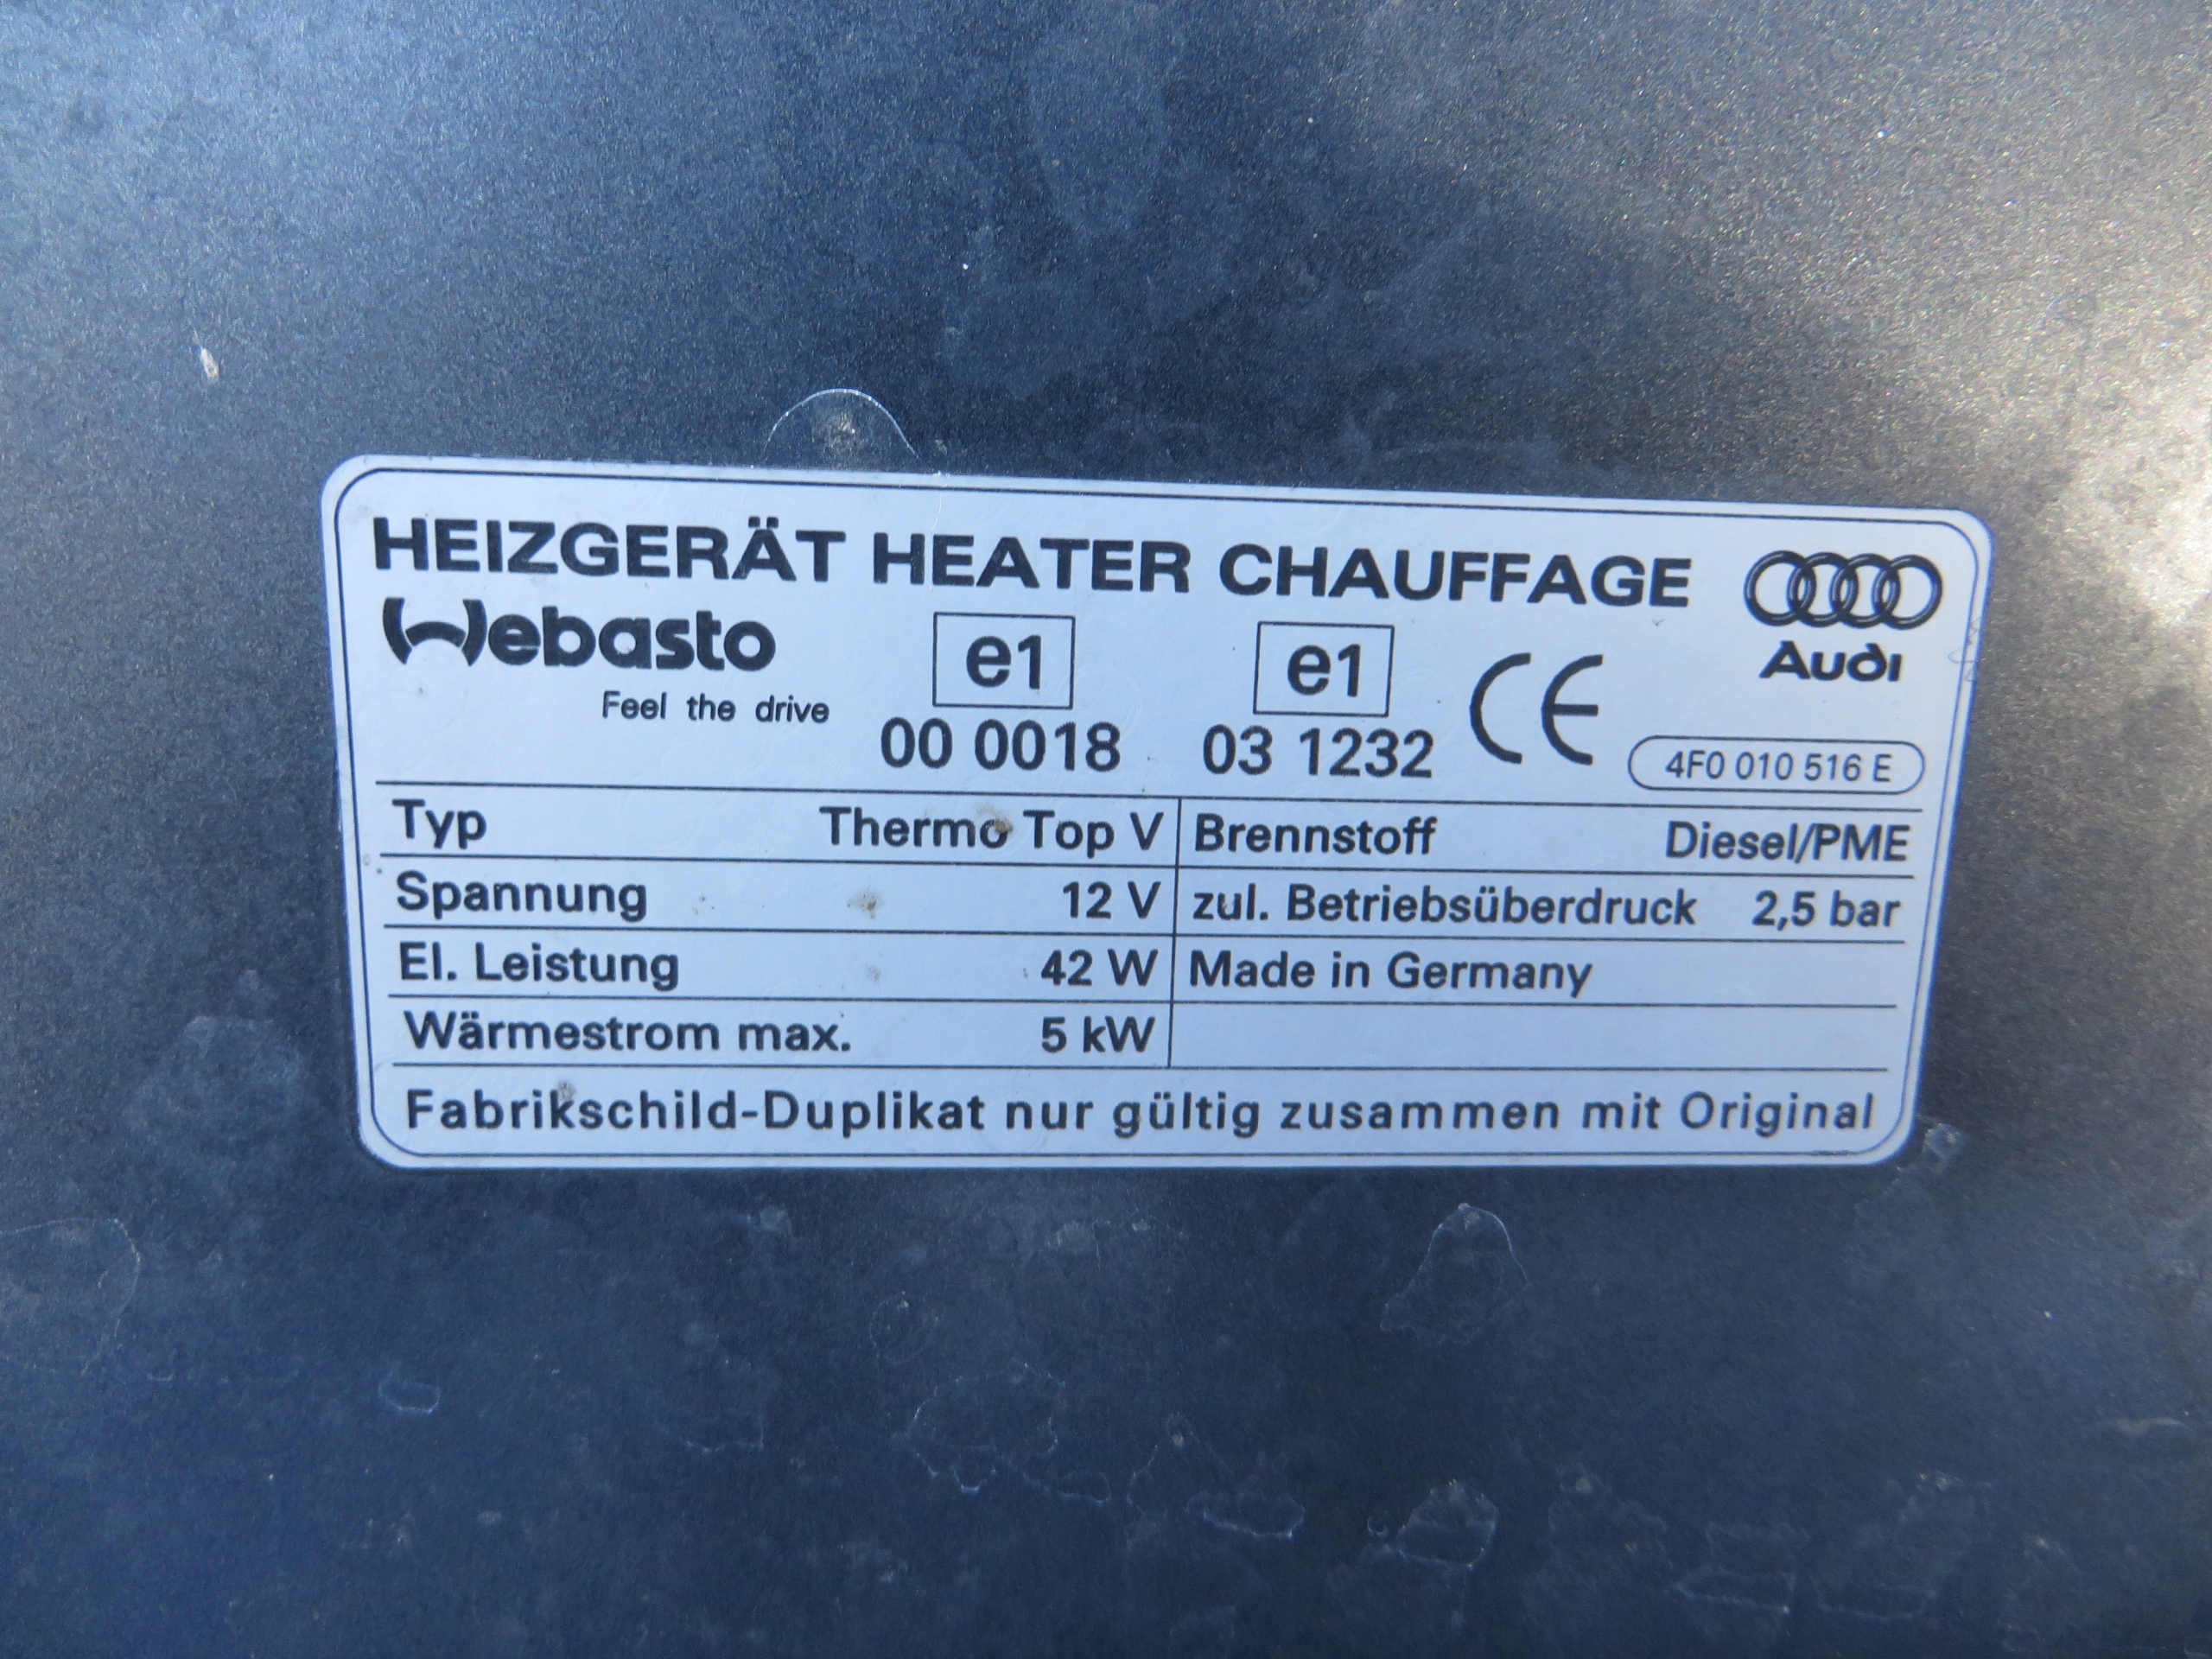 HEIZGERÄT HEATER CHAUFFAGE
Webasto
Feel the drive
e1
00 0018
e1
03 1232
CE
Audi
4F0 010 516 E
Typ Thermo Top V
Brennstoff Diesel/PME
Spannung 12 V
zul. Betriebsüberdruck 2,5 bar
El. Leistung 42 W
Made in Germany
Wärmestrom max. 5 kW
Fabrikschild-Duplikat nur gültig zusammen mit Original